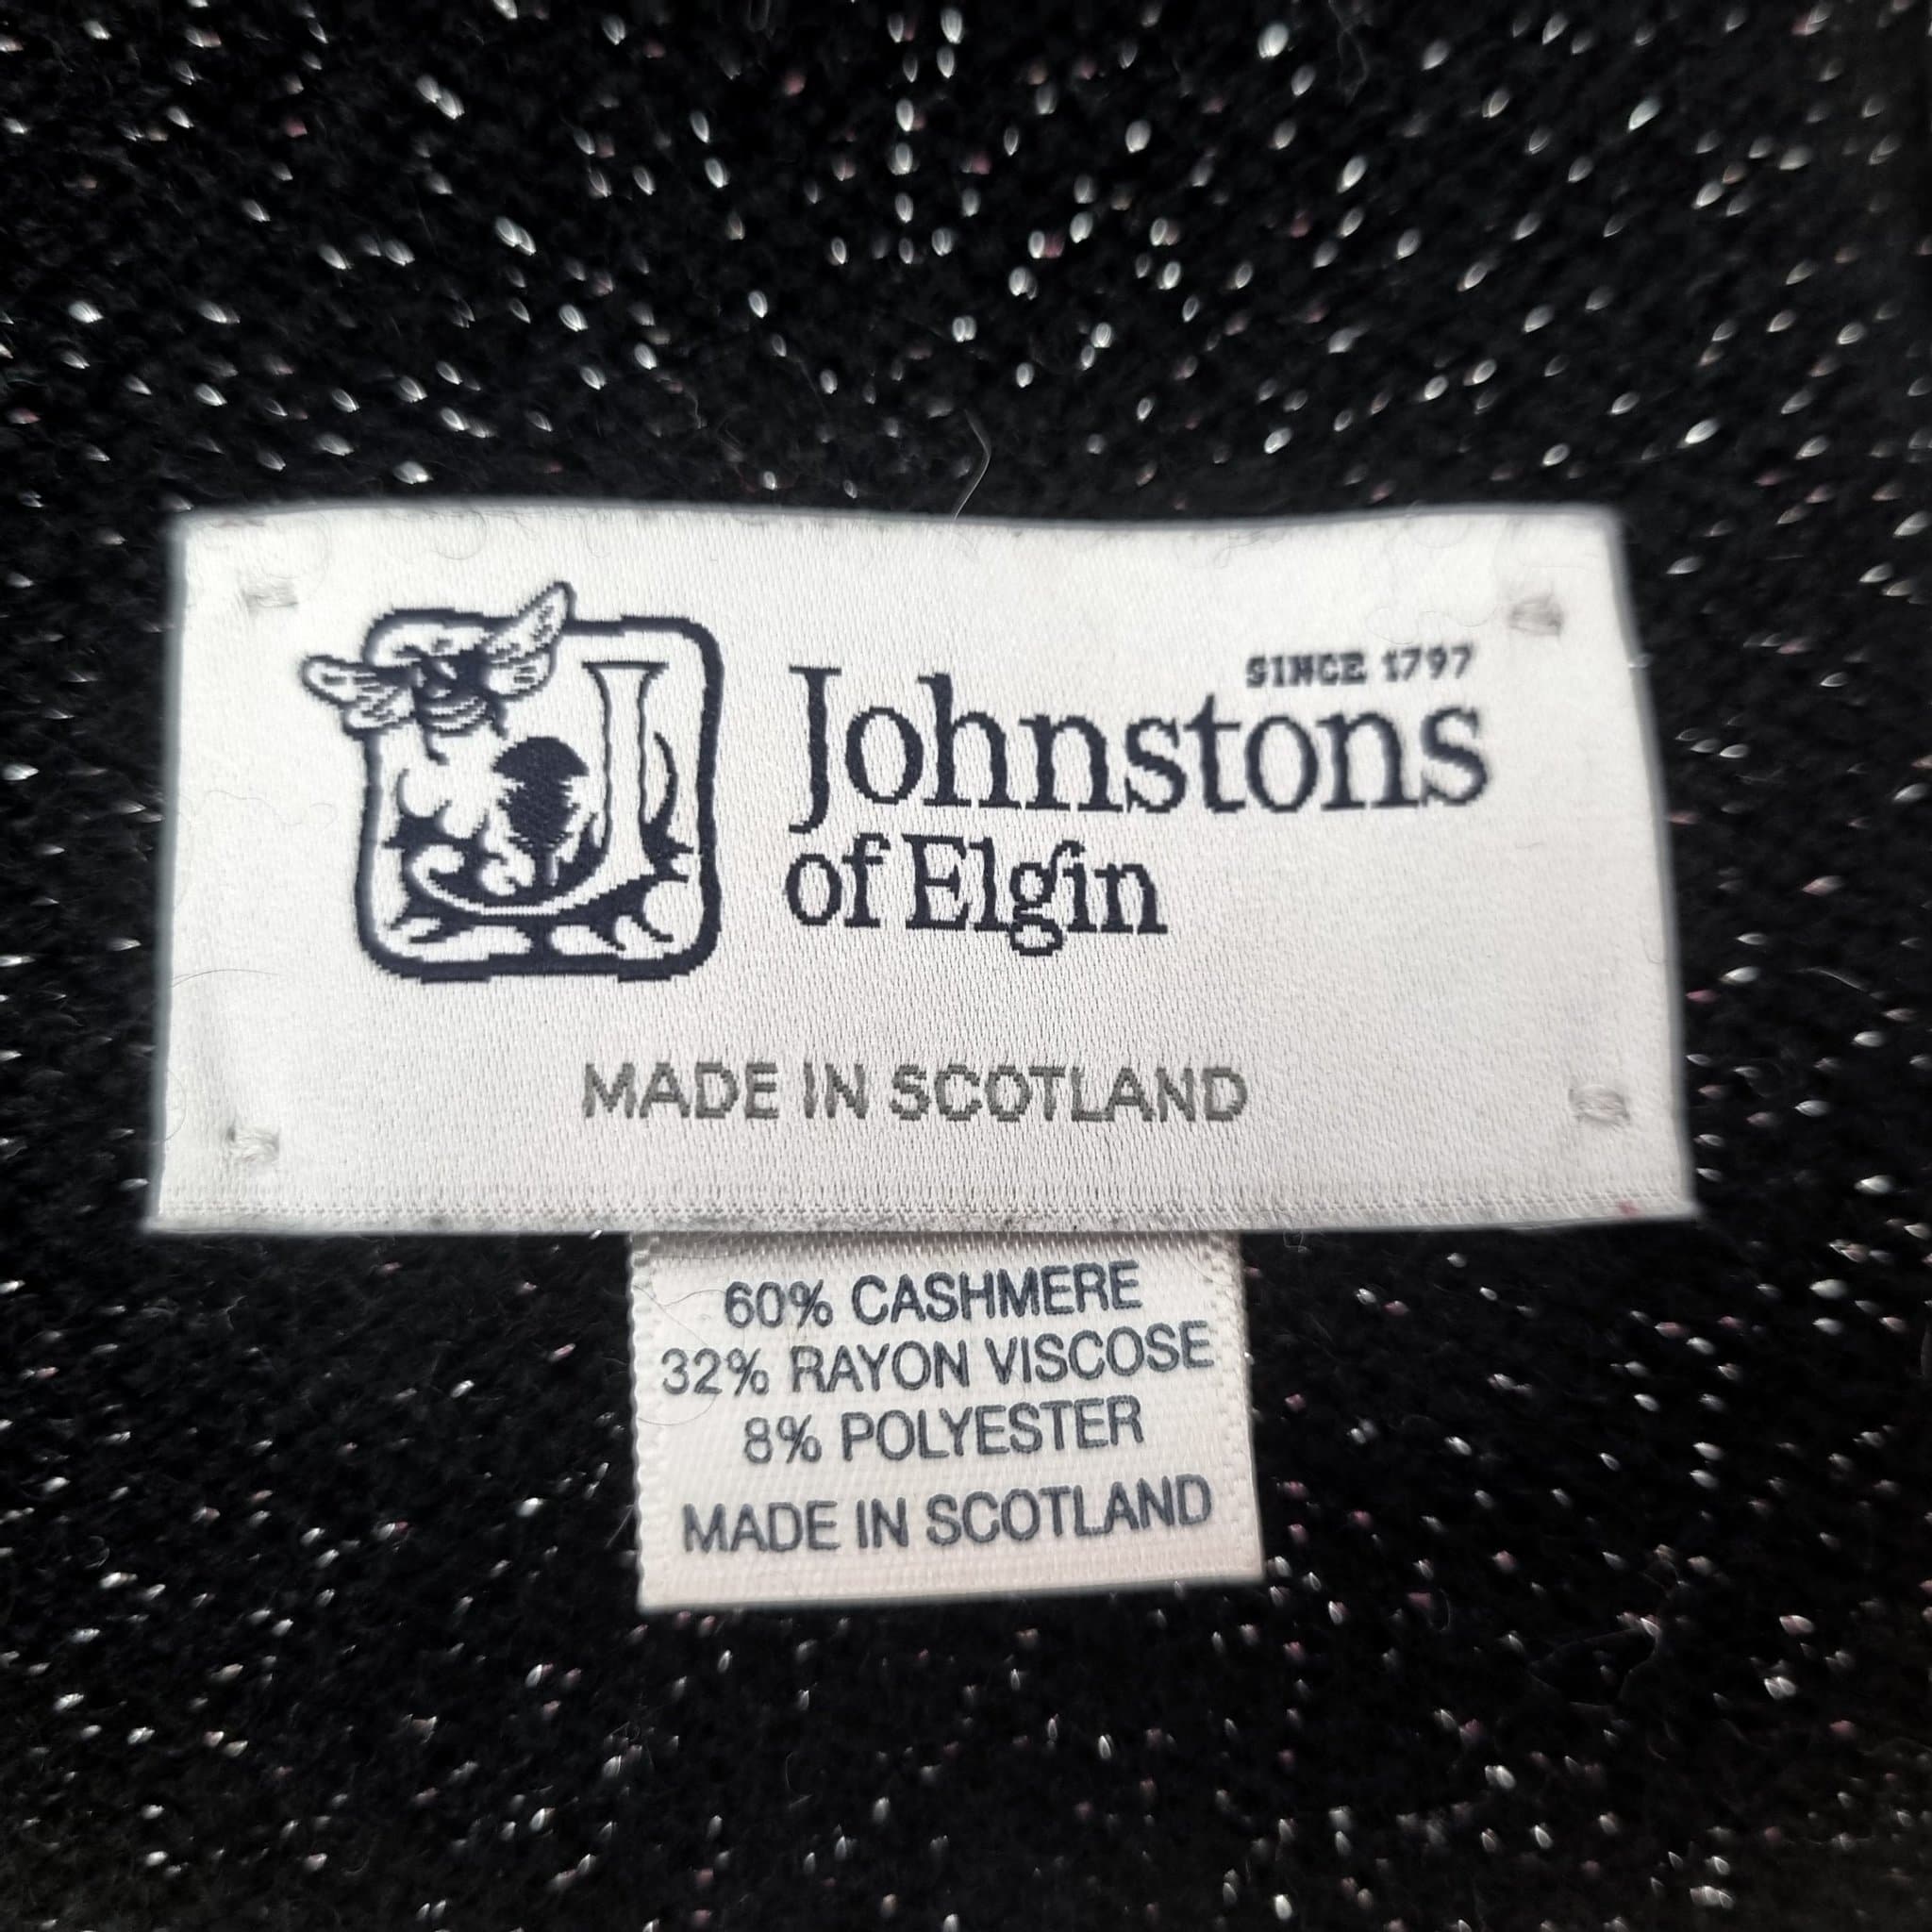 SINCE 1797
Johnstons
of Elgin
MADE IN SCOTLAND
60% CASHMERE
32% RAYON VISCOSE
8% POLYESTER
MADE IN SCOTLAND